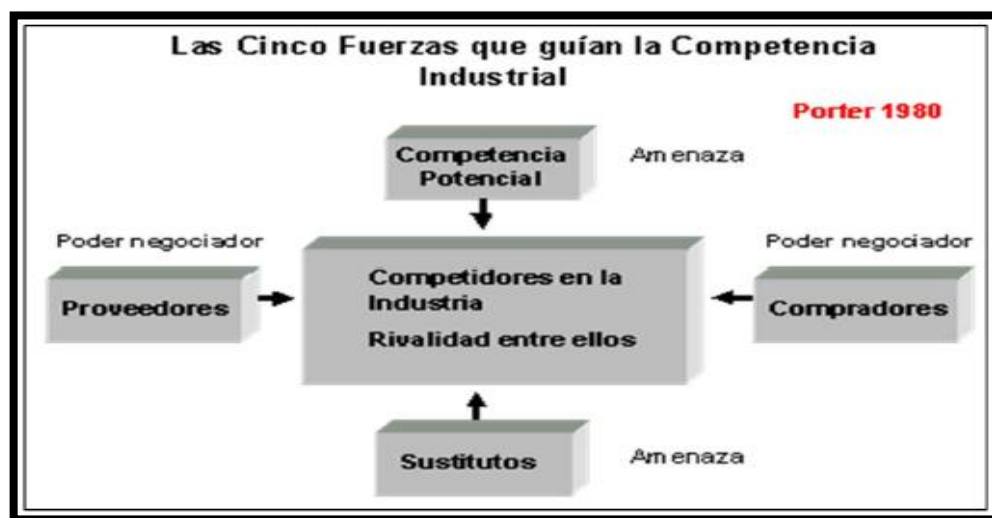 Las Cinco Fuerzas que guían la Competencia
Industrial
Porter 1980
Competencia
Potencial
Amenaza
Poder negociador
Poder negociador
Proveedores
Competidores en la
Industria
Rivalidad entre ellos
Compradores
Sustitutos
Amenaza